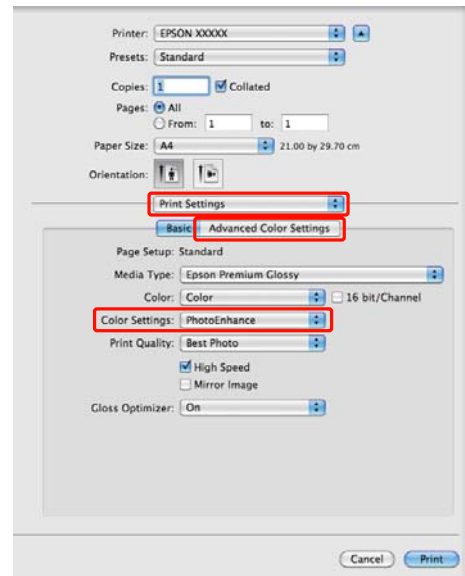 Printer: EPSON XXXXX
Presets: Standard
Copies: 1 Collated
Pages: All
From: 1 to: 1
Paper Size: A4 21.00 by 29.70 cm
Orientation:
Print Settings
Basic Advanced Color Settings
Page Setup: Standard
Media Type: Epson Premium Glossy
Color: Color 16 bit/Channel
Color Settings: PhotoEnhance
Print Quality: Best Photo
High Speed
Mirror Image
Gloss Optimizer: On
Cancel Print